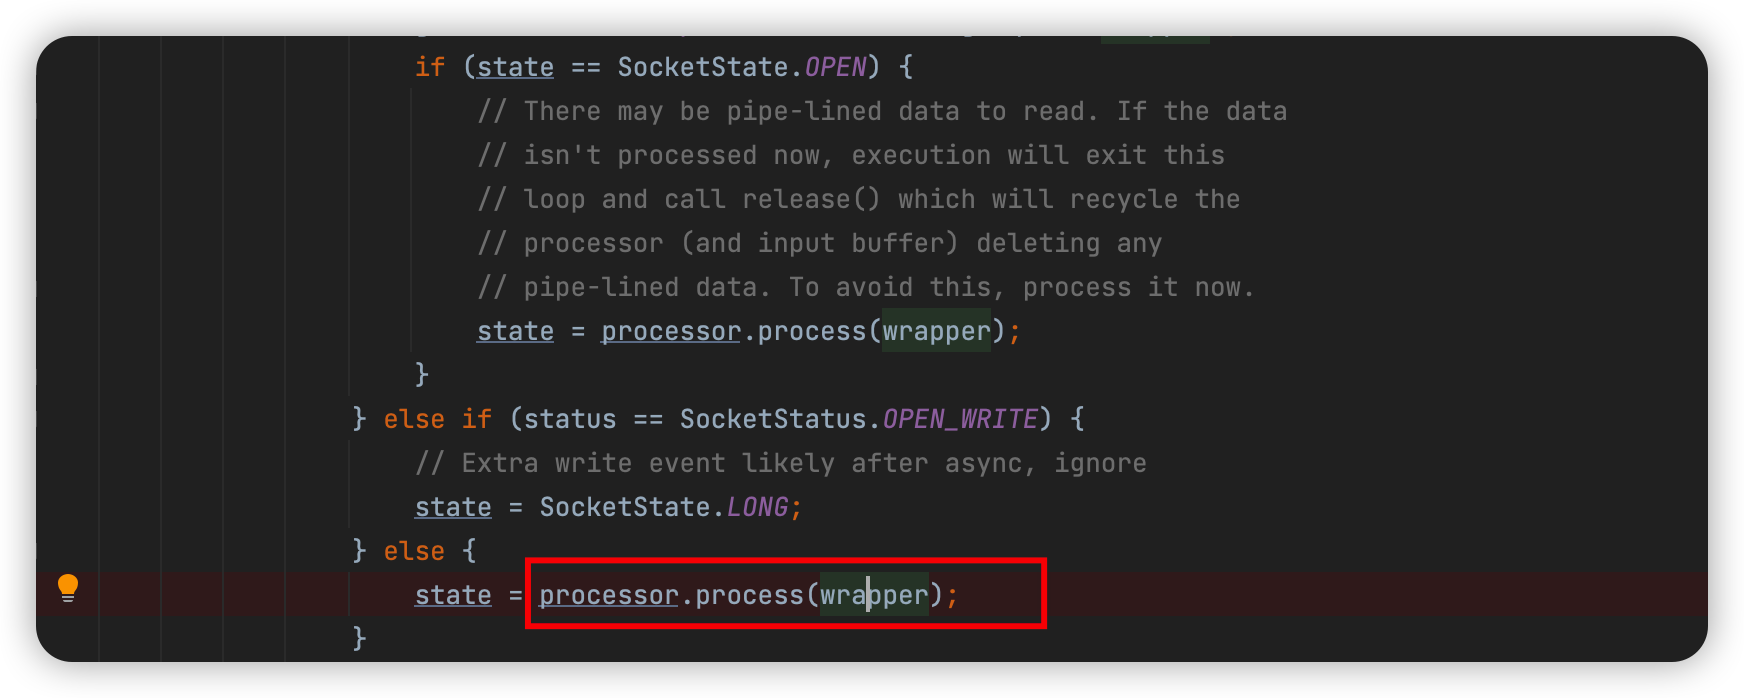 if (state == SocketState.OPEN) {
// There may be pipe-lined data to read. If the data
// isn't processed now, execution will exit this
// loop and call release() which will recycle the
// processor (and input buffer) deleting any
// pipe-lined data. To avoid this, process it now.
state = processor.process(wrapper);
}
} else if (status == SocketStatus.OPEN_WRITE) {
// Extra write event likely after async, ignore
state = SocketState.LONG;
} else {
state = processor.process(wrapper);
}